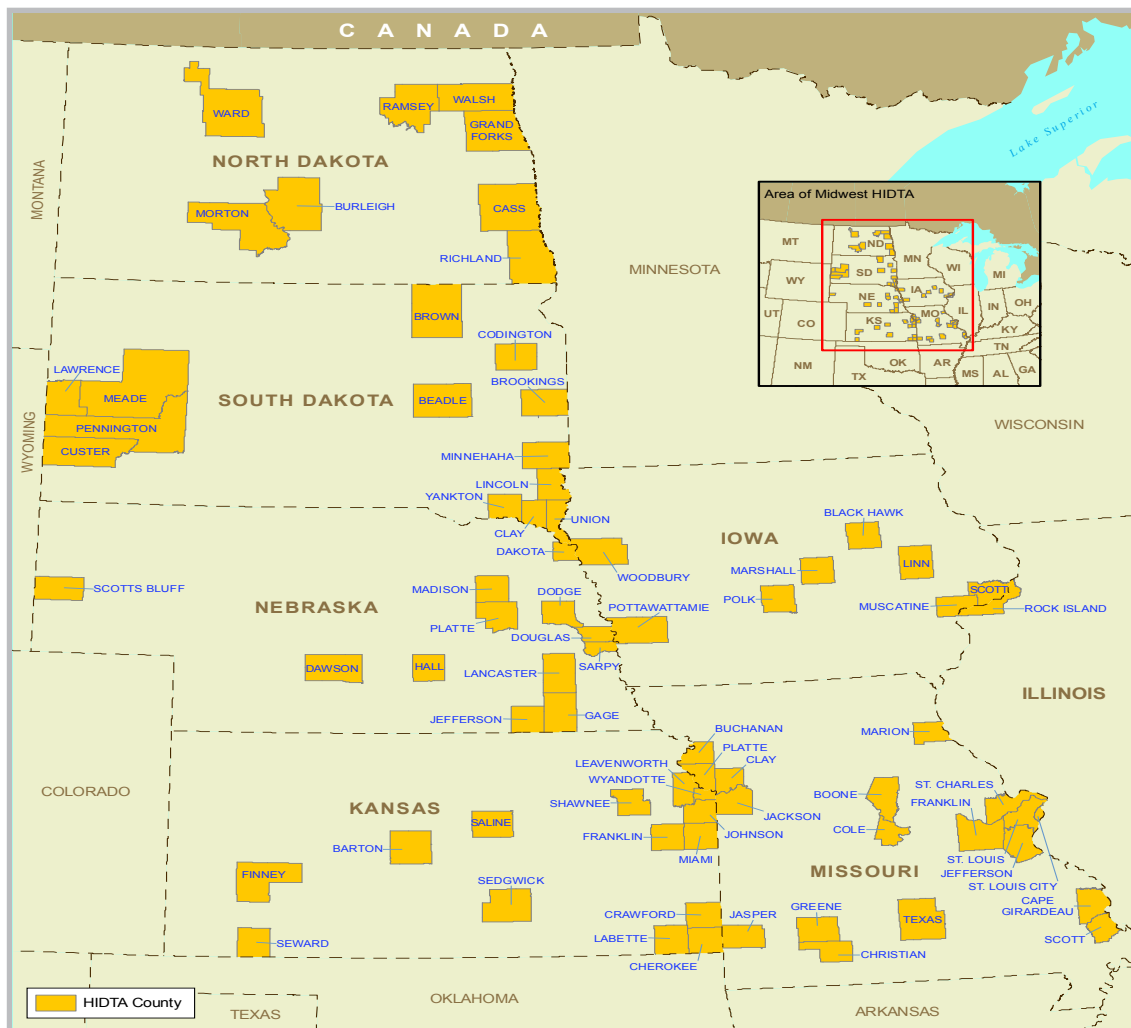 C A N A D A
Lake Superior
MONTANA
WARD
RAMSEY
WALSH
GRAND
FORKS
NORTH DAKOTA
MORTON
BURLEIGH
CASS
RICHLAND
MINNESOTA
Area of Midwest HIDTA
MT
ND
MN
WI
MI
WY
SD
IA
NE
IL
IN
OH
UT
CO
KS
MO
KY
TN
NM
OK
AR
TX
MS
AL
GA
BROWN
CODINGTON
LAWRENCE
MEADE
SOUTH DAKOTA
BEADLE
BROOKINGS
PENNINGTON
CUSTER
WYOMING
WISCONSIN
MINNEHAHA
LINCOLN
YANKTON
CLAY
UNION
DAKOTA
WOODBURY
IOWA
BLACK HAWK
MARSHALL
LINN
POLK
SCOTTI
MUSCATINE
ROCK ISLAND
SCOTTS BLUFF
NEBRASKA
MADISON
PLATTE
DODGE
POTTAWATTAMIE
DOUGLAS
SARPY
DAWSON
HALL
LANCASTER
JEFFERSON
GAGE
ILLINOIS
MARION
BUCHANAN
PLATTE
CLAY
LEAVENWORTH
WYANDOTTE
SHAWNEE
JACKSON
JOHNSON
FRANKLIN
MIAMI
COLORADO
KANSAS
SALINE
BARTON
FINNEY
SEDGWICK
SEWARD
BOONE
COLE
ST. CHARLES
FRANKLIN
ST. LOUIS
JEFFERSON
ST. LOUIS CITY
MISSOURI
CAPE
GIRARDEAU
SCOTT
GREENE
TEXAS
CHRISTIAN
CRAWFORD
JASPER
LABETTE
CHEROKEE
HIDTA County
TEXAS
OKLAHOMA
ARKANSAS